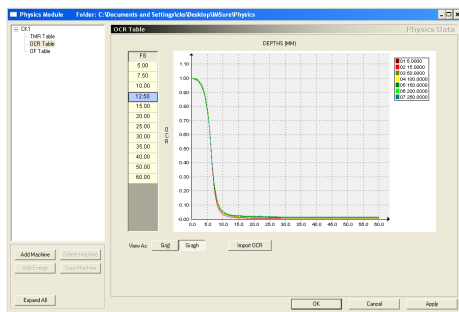 Physics Module Folder: C:\Documents and Settings\cks\Desktop\IMSure\Physics
CK1
TMR Table
OCR Table
OF Table
OCR Table
Physics Data
DEPTHS (MM)
FS
5.00
7.50
10.00
12.50
15.00
20.00
25.00
30.00
35.00
40.00
50.00
60.00
OCR
1.10
1.00
0.90
0.80
0.70
0.60
0.50
0.40
0.30
0.20
0.10
-0.00
0.0 5.0 10.0 15.0 20.0 25.0 30.0 35.0 40.0 45.0 50.0 55.0 60.0
01 5.0000
02 15.0000
03 50.0000
04 100.0000
05 150.0000
06 200.0000
07 250.0000
View As: Grid Gragh Import OCR
Add Machine Delete Machine
Add Energy Copy Machine
Expand All
OK Cancel Apply